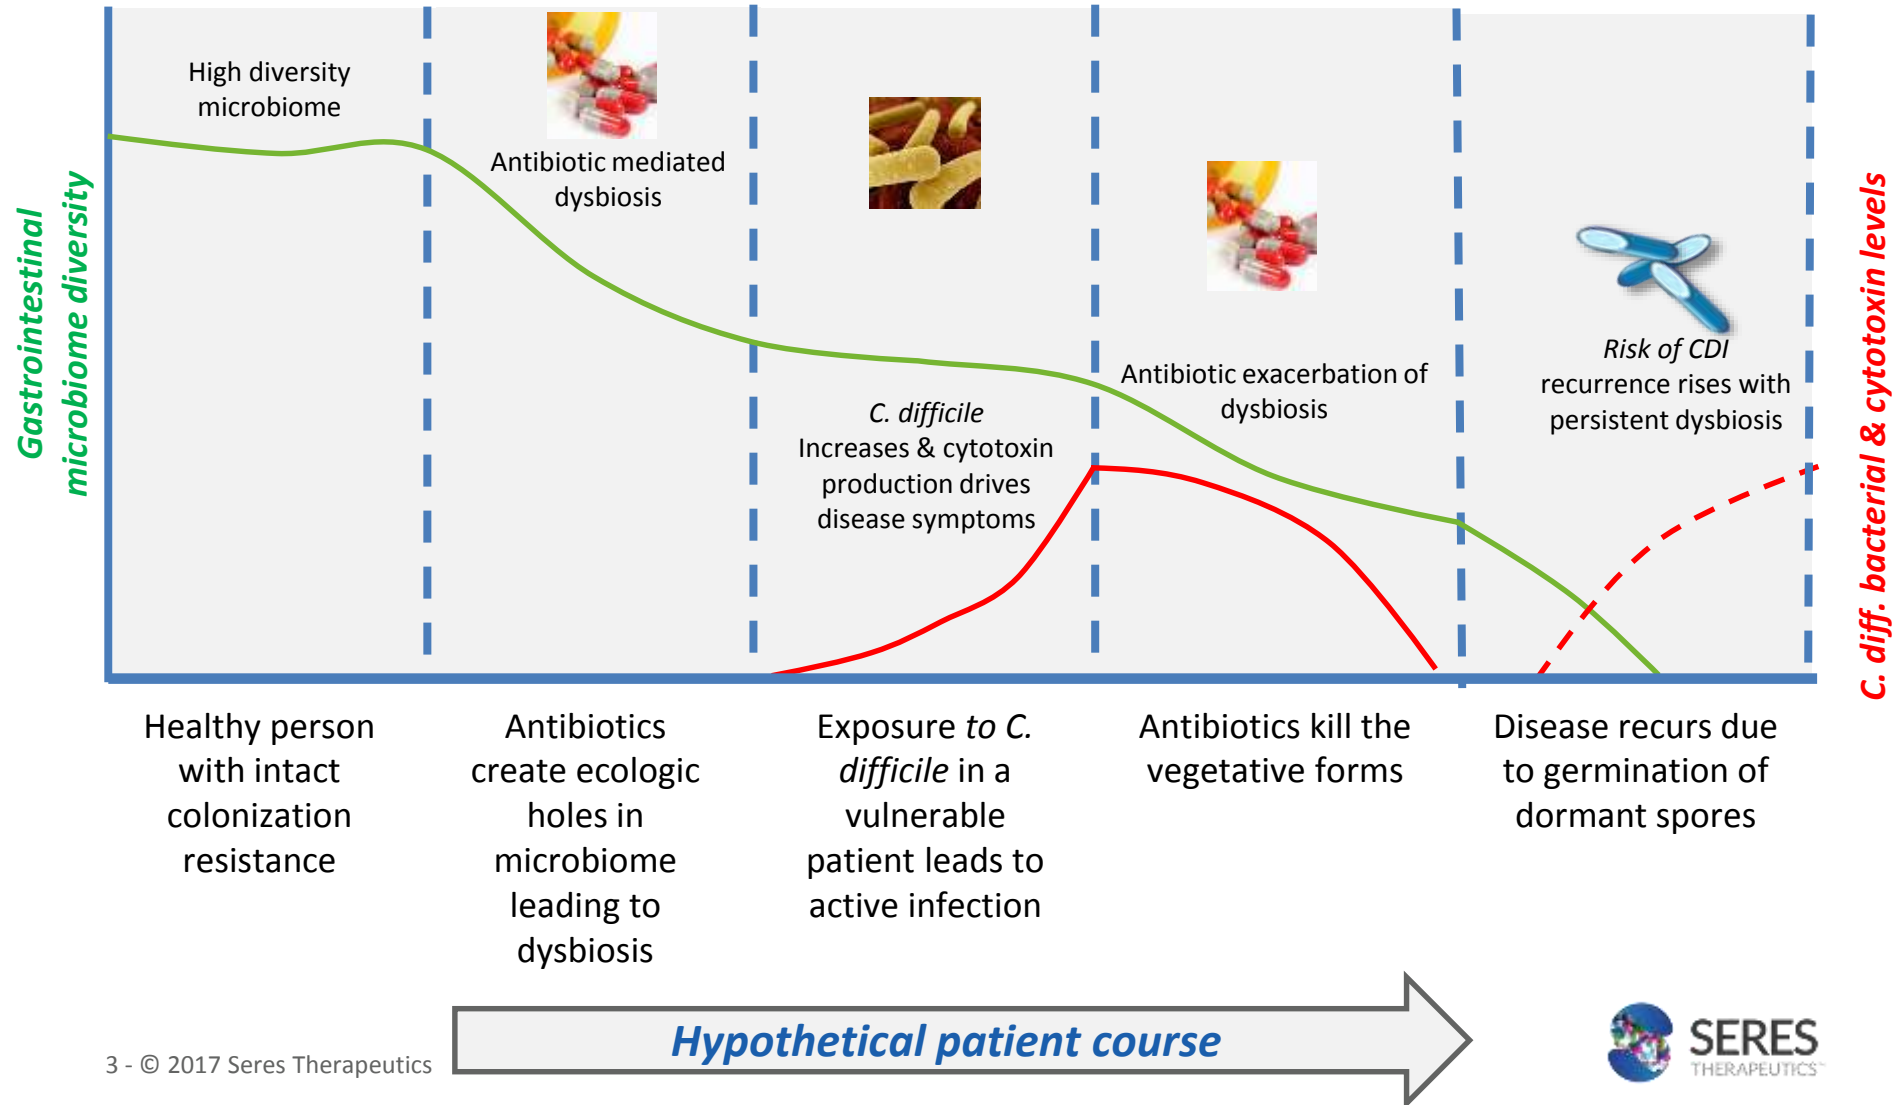 High diversity
microbiome
Antibiotic mediated
dysbiosis
C. difficile
Increases & cytotoxin
production drives
disease symptoms
Antibiotic exacerbation of
dysbiosis
Risk of CDI
recurrence rises with
persistent dysbiosis
Gastrointestinal
microbiome diversity
C. diff. bacterial & cytotoxin levels
Healthy person
with intact
colonization
resistance
Antibiotics
create ecologic
holes in
microbiome
leading to
dysbiosis
Exposure to C.
difficile in a
vulnerable
patient leads to
active infection
Antibiotics kill the
vegetative forms
Disease recurs due
to germination of
dormant spores
Hypothetical patient course
3 - © 2017 Seres Therapeutics
SERES
THERAPEUTICS™